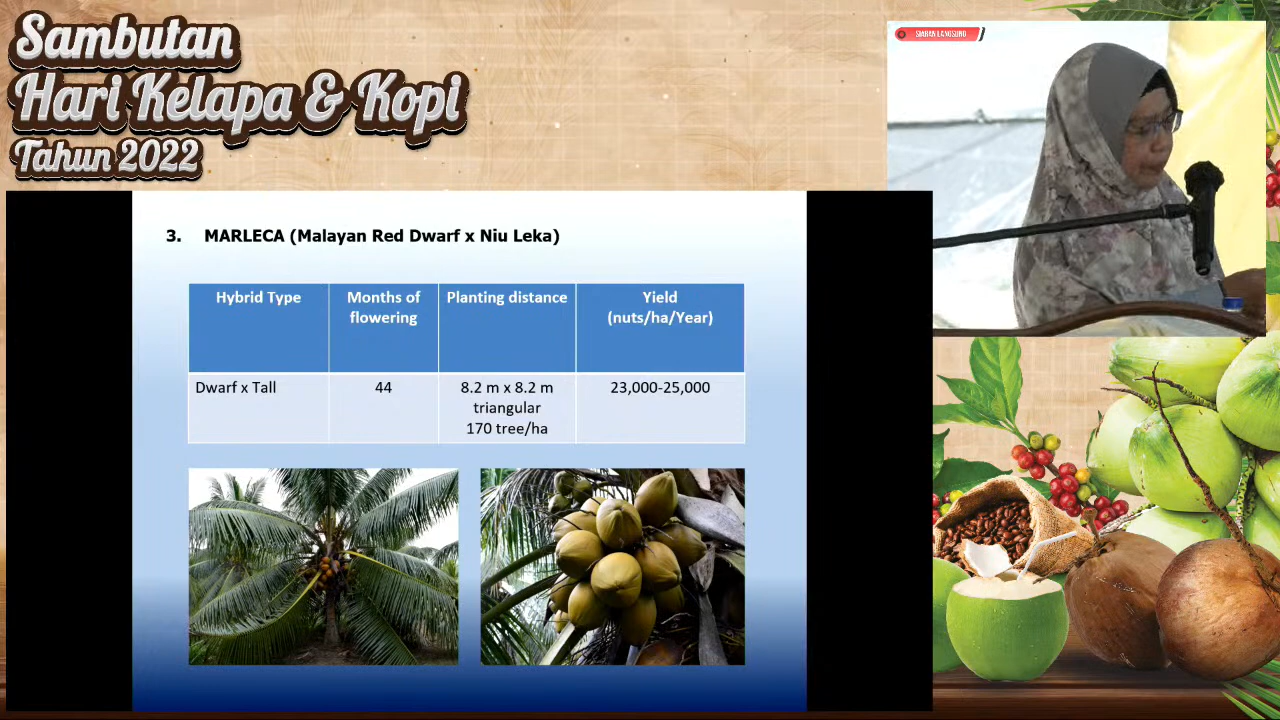 Sambutan
Hari Kelapa & Kopi
Tahun 2022
SIARAN LANGSUNG
3. MARLECA (Malayan Red Dwarf x Niu Leka)
Hybrid Type
Months of
flowering
Planting distance
Yield
(nuts/ha/Year)
Dwarf x Tall
44
8.2 m x 8.2 m
triangular
170 tree/ha
23,000-25,000